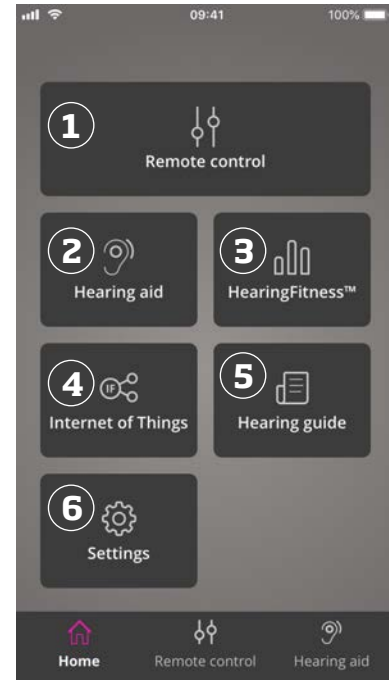 09:41 100%
1
Remote control
2
Hearing aid
3
HearingFitness™
4
IF
Internet of Things
5
Hearing guide
6
Settings
Home Remote control Hearing aid